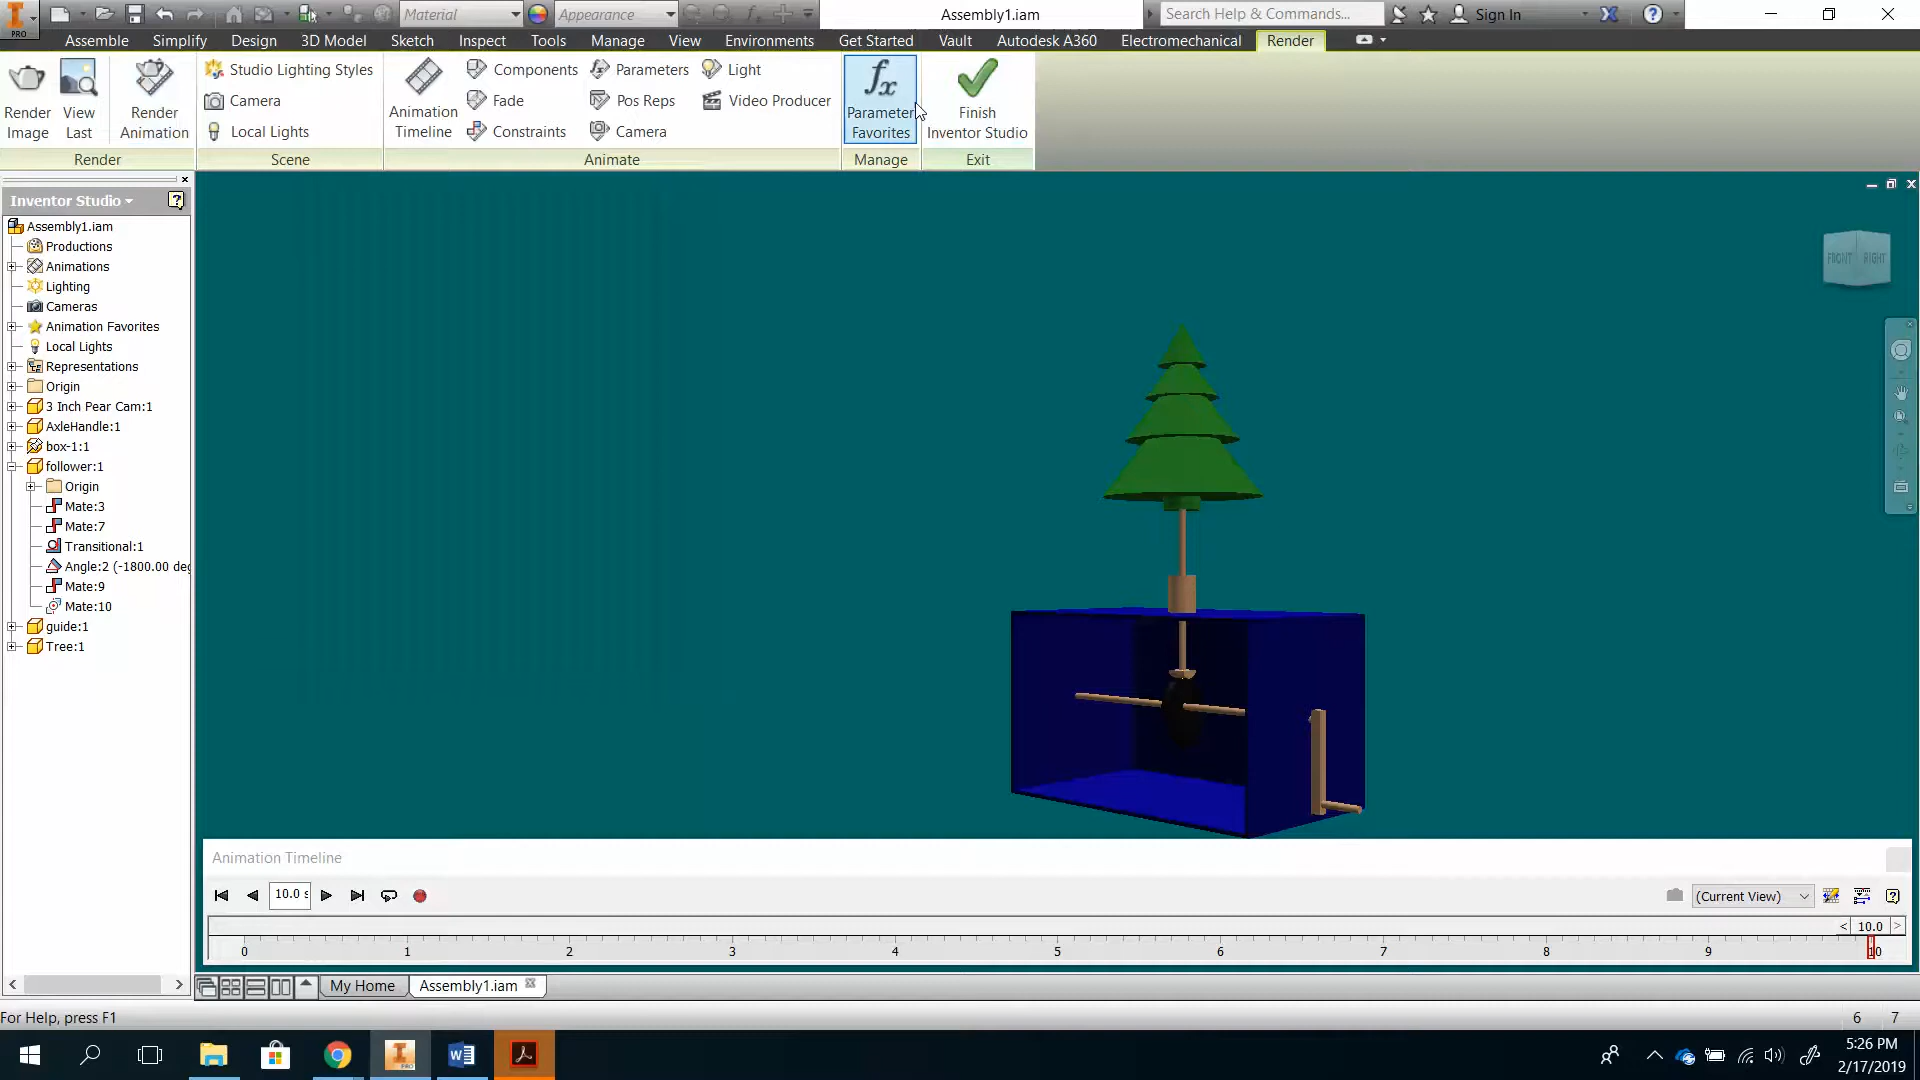 Material
Appearance
Assembly1.iam
Search Help & Commands...
Sign In
PRO
Assemble Simplify Design 3D Model Sketch Inspect Tools Manage View Environments Get Started Vault Autodesk A360 Electromechanical Render
Render Image
View Last
Render Animation
Render
Studio Lighting Styles
Camera
Local Lights
Scene
Animation Timeline
Components
Fade
Constraints
Parameters
Pos Reps
Camera
Light
Video Producer
Animate
fx
Parameter Favorites
Manage
Finish Inventor Studio
Exit
Inventor Studio
Assembly1.iam
Productions
Animations
Lighting
Cameras
Animation Favorites
Local Lights
Representations
Origin
3 Inch Pear Cam:1
AxleHandle:1
box-1:1
follower:1
Origin
Mate:3
Mate:7
Transitional:1
Angle:2 (-1800.00 deg
Mate:9
Mate:10
guide:1
Tree:1
FRONT RIGHT
Animation Timeline
10.0 s
(Current View)
< 10.0 >
0 1 2 3 4 5 6 7 8 9 10
My Home
Assembly1.iam
For Help, press F1
6 7
5:26 PM
2/17/2019